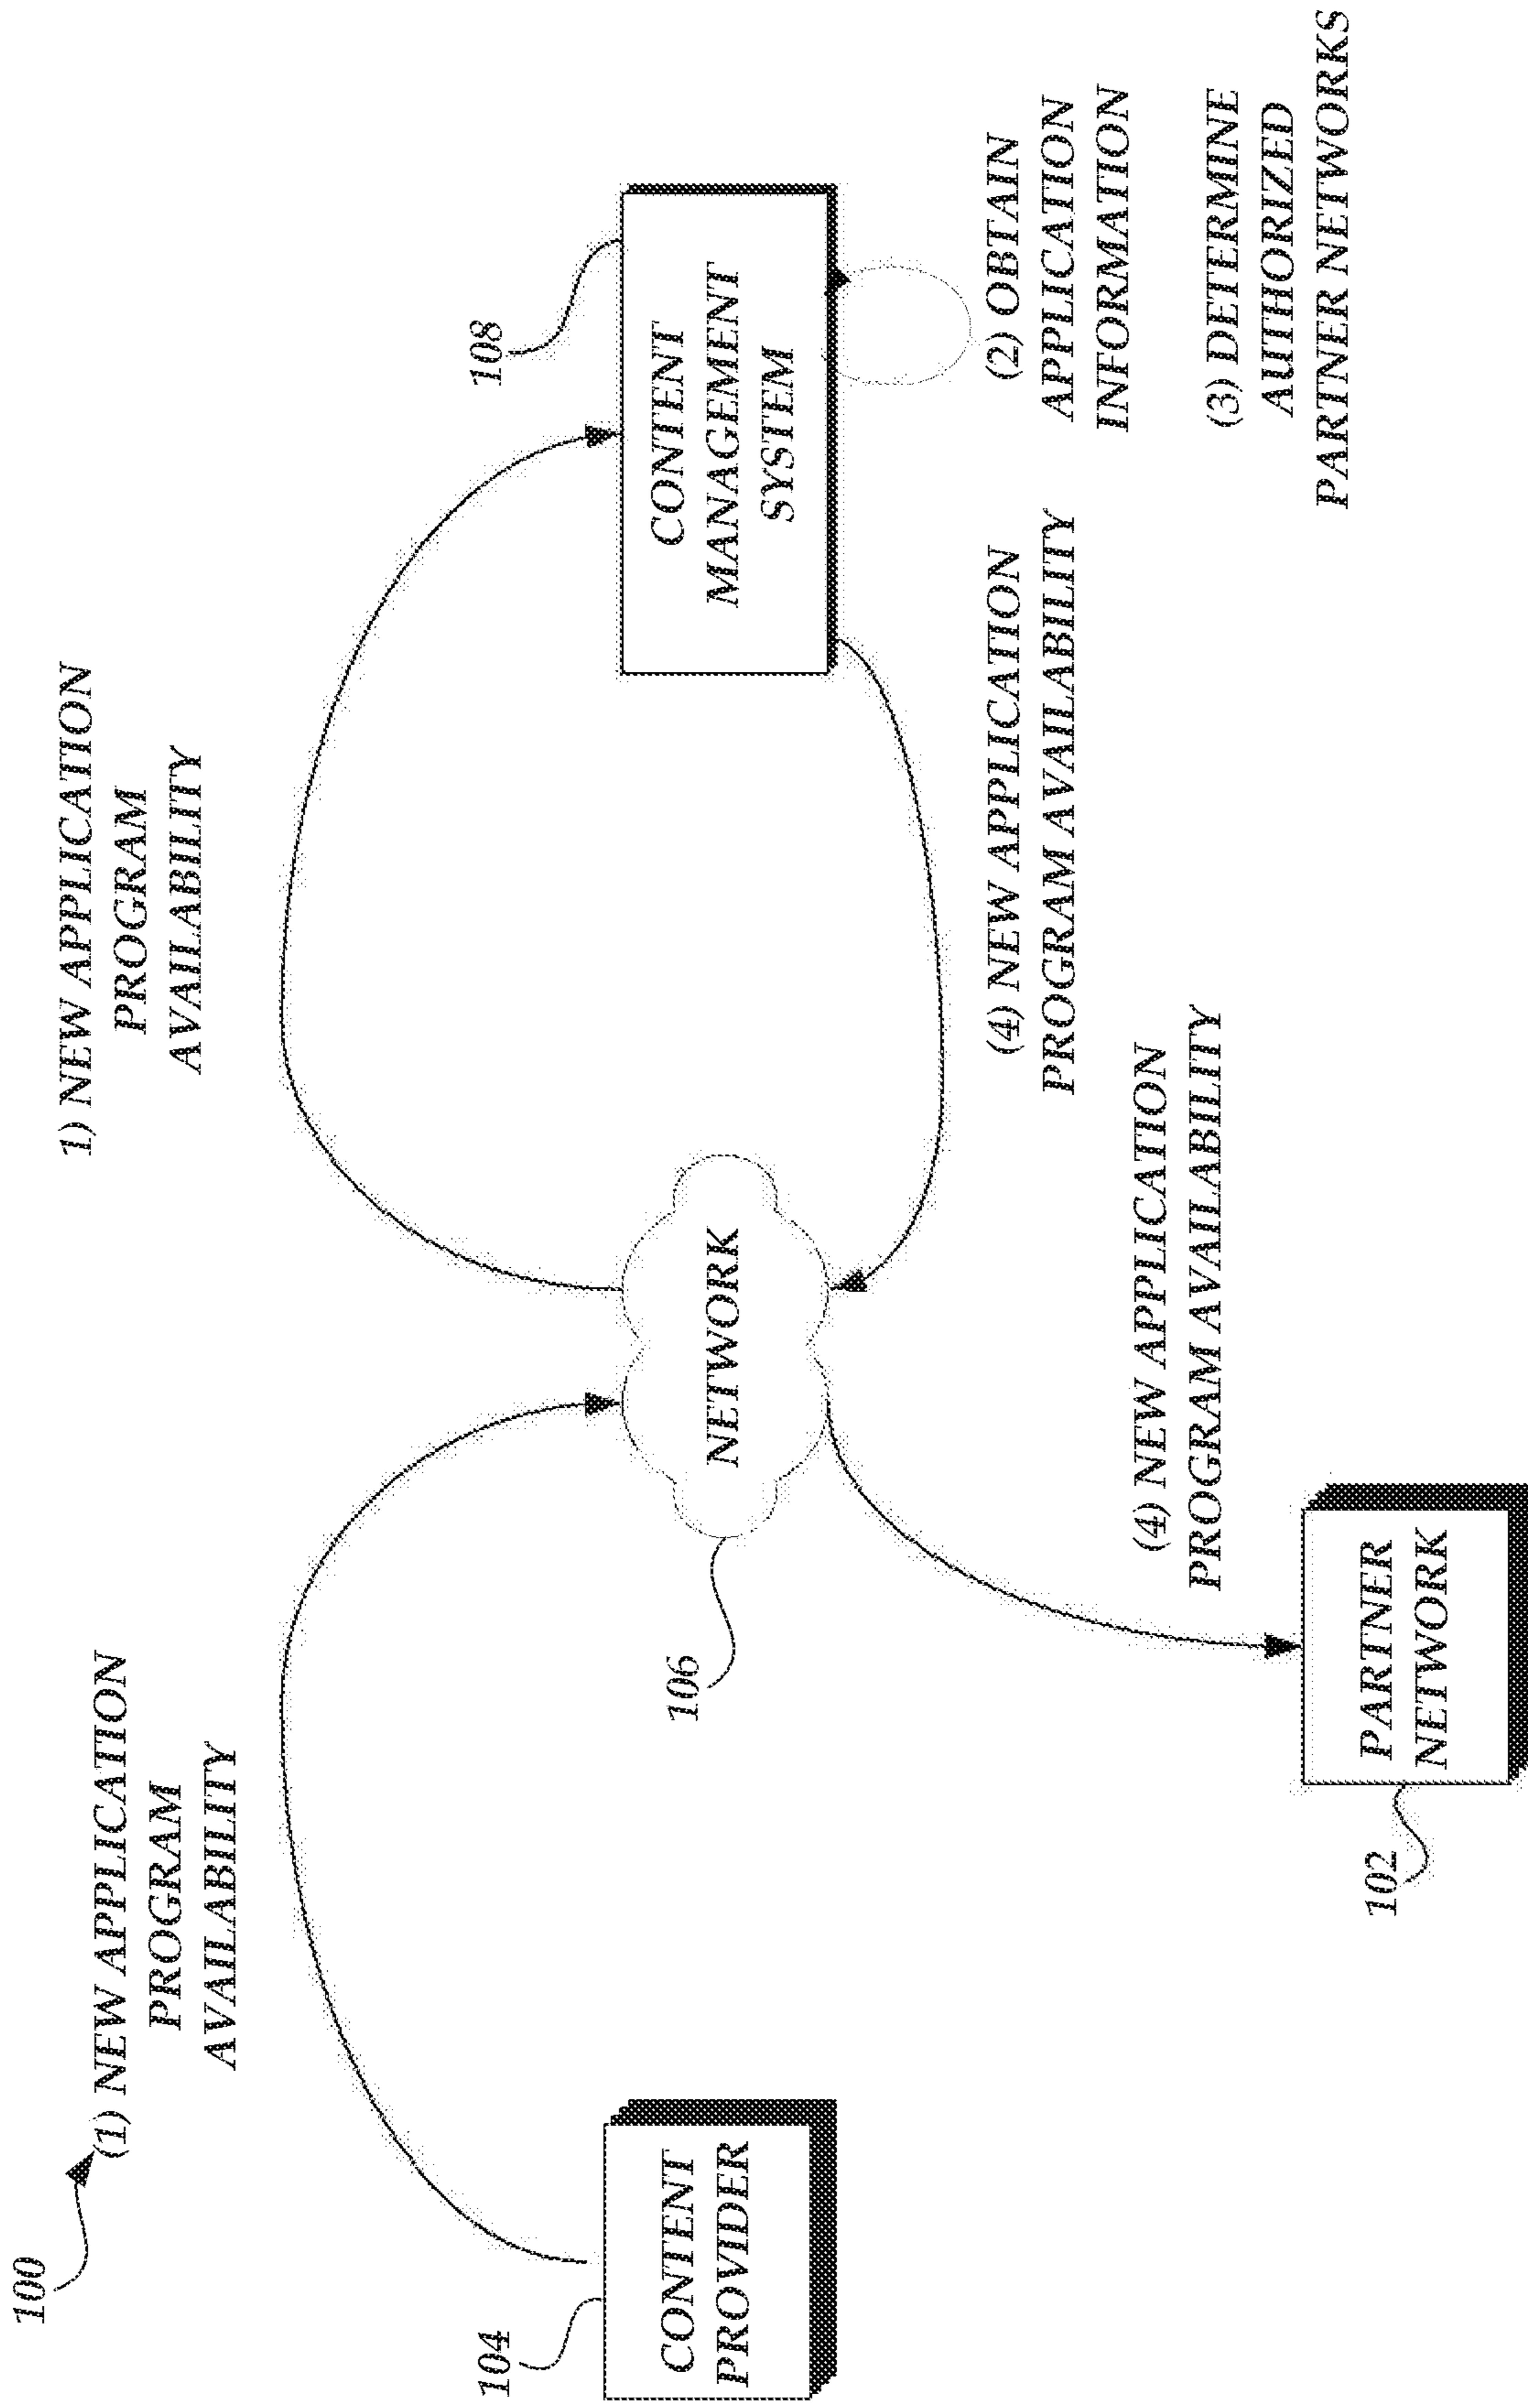 100
(1) NEW APPLICATION
PROGRAM
AVAILABILITY
1) NEW APPLICATION
PROGRAM
AVAILABILITY
104
CONTENT
PROVIDER
106
NETWORK
108
CONTENT
MANAGEMENT
SYSTEM
(2) OBTAIN
APPLICATION
INFORMATION
(3) DETERMINE
AUTHORIZED
PARTNER NETWORKS
(4) NEW APPLICATION
PROGRAM AVAILABILITY
(4) NEW APPLICATION
PROGRAM AVAILABILITY
102
PARTNER
NETWORK